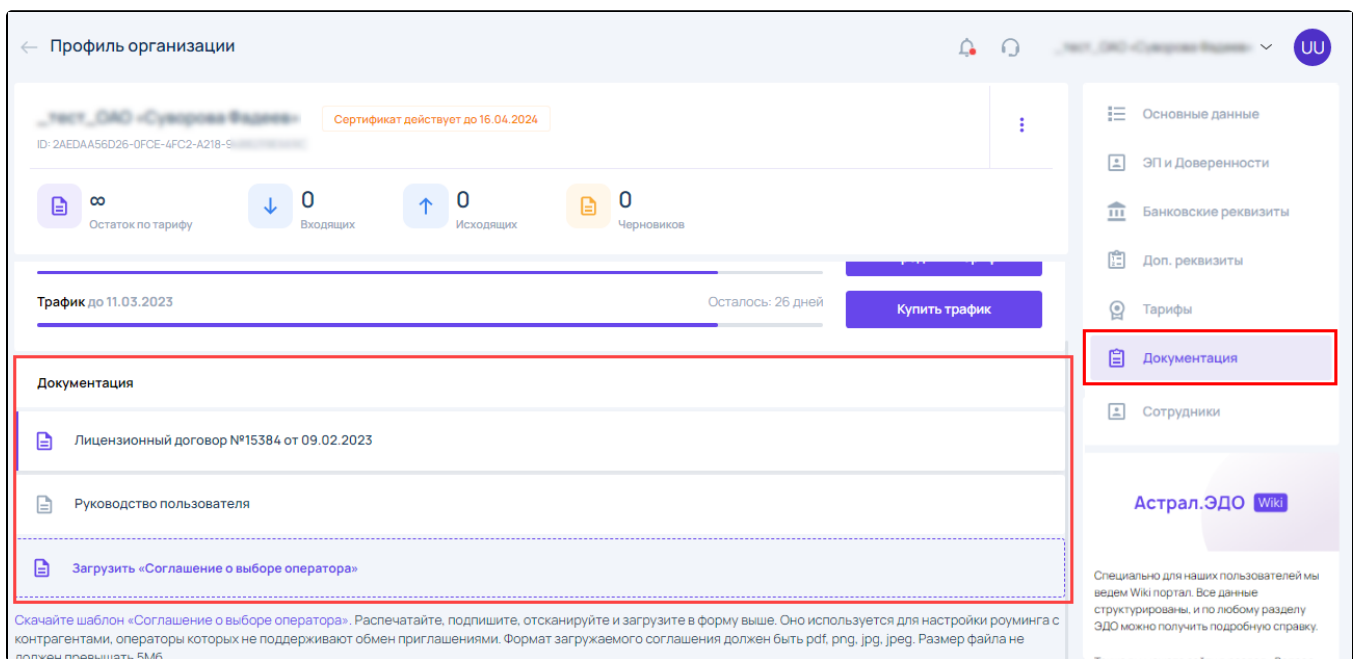 Профиль организации
UU
Сертификат действует до 16.04.2024
ID: 2AEDAA56D26-0FCE-4FC2-A218-9
∞
Остаток по тарифу
0
Входящих
0
Исходящих
0
Черновиков
Трафик до 11.03.2023
Осталось: 26 дней
Купить трафик
Документация
Лицензионный договор №15384 от 09.02.2023
Руководство пользователя
Загрузить «Соглашение о выборе оператора»
Скачайте шаблон «Соглашение о выборе оператора». Распечатайте, подпишите, отсканируйте и загрузите в форму выше. Оно используется для настройки роуминга с
контрагентами, операторы которых не поддерживают обмен приглашениями. Формат загружаемого соглашения должен быть pdf, png, jpg, jpeg. Размер файла не
должен превышать 5Мб
Основные данные
ЭП и Доверенности
Банковские реквизиты
Доп. реквизиты
Тарифы
Документация
Сотрудники
Астрал.ЭДО Wiki
Специально для наших пользователей мы
ведем Wiki портал. Все данные
структурированы, и по любому разделу
ЭДО можно получить подробную справку.